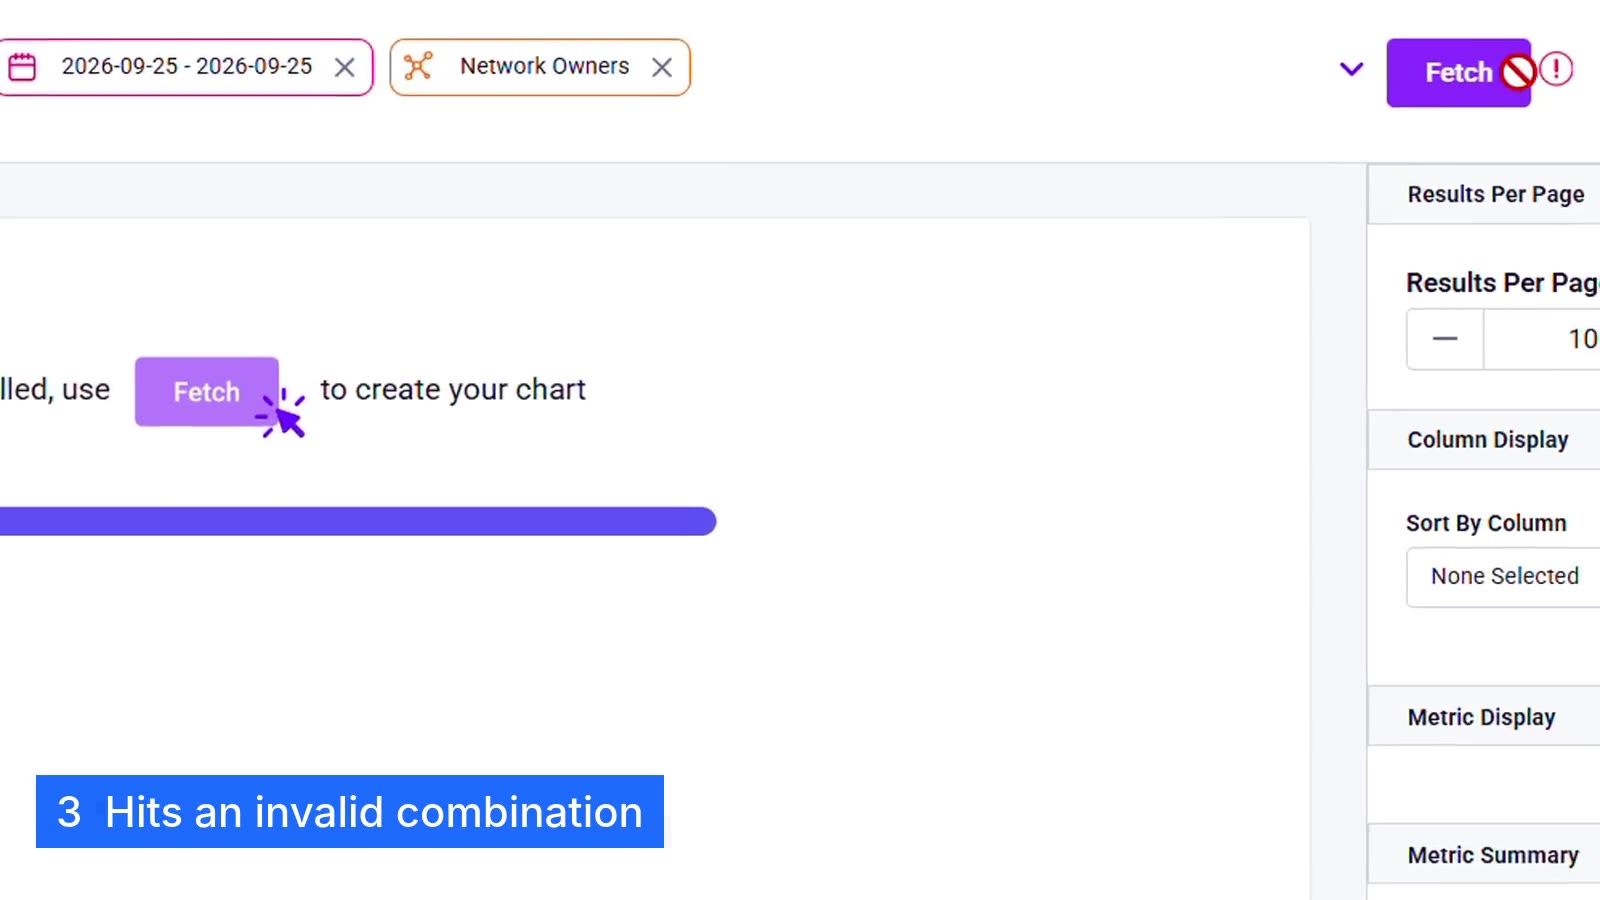 2026-09-25 - 2026-09-25
Network Owners
Fetch
Results Per Page
Results Per Pag
10
lled, use Fetch to create your chart
Column Display
Sort By Column
None Selected
Metric Display
3 Hits an invalid combination
Metric Summary